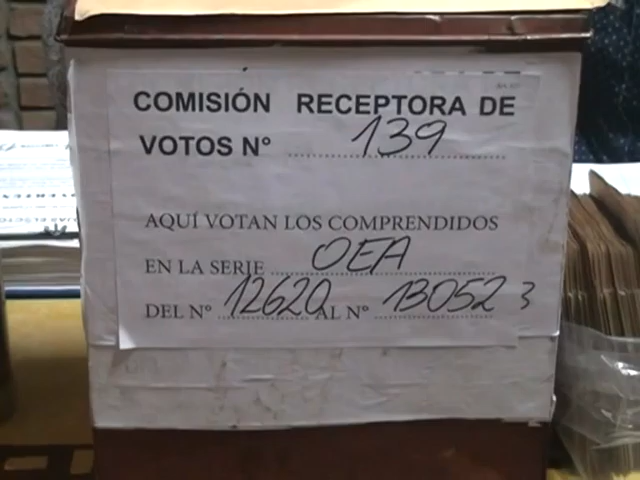 COMISIÓN RECEPTORA DE
VOTOS N° 139
AQUÍ VOTAN LOS COMPRENDIDOS
EN LA SERIE OEA
DEL N° 12620 AL N° 13052 3